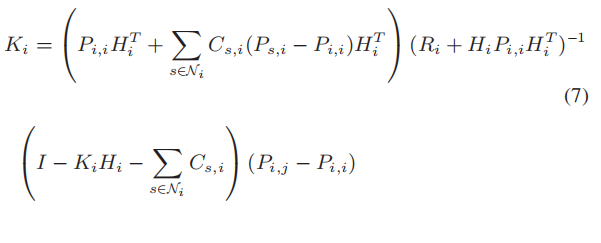 K_i = \left( P_{i,i} H_i^T + \sum_{s \in \mathcal{N}_i} C_{s,i} (P_{s,i} - P_{i,i}) H_i^T \right) (R_i + H_i P_{i,i} H_i^T)^{-1}
(7)
\left( I - K_i H_i - \sum_{s \in \mathcal{N}_i} C_{s,i} \right) (P_{i,j} - P_{i,i})